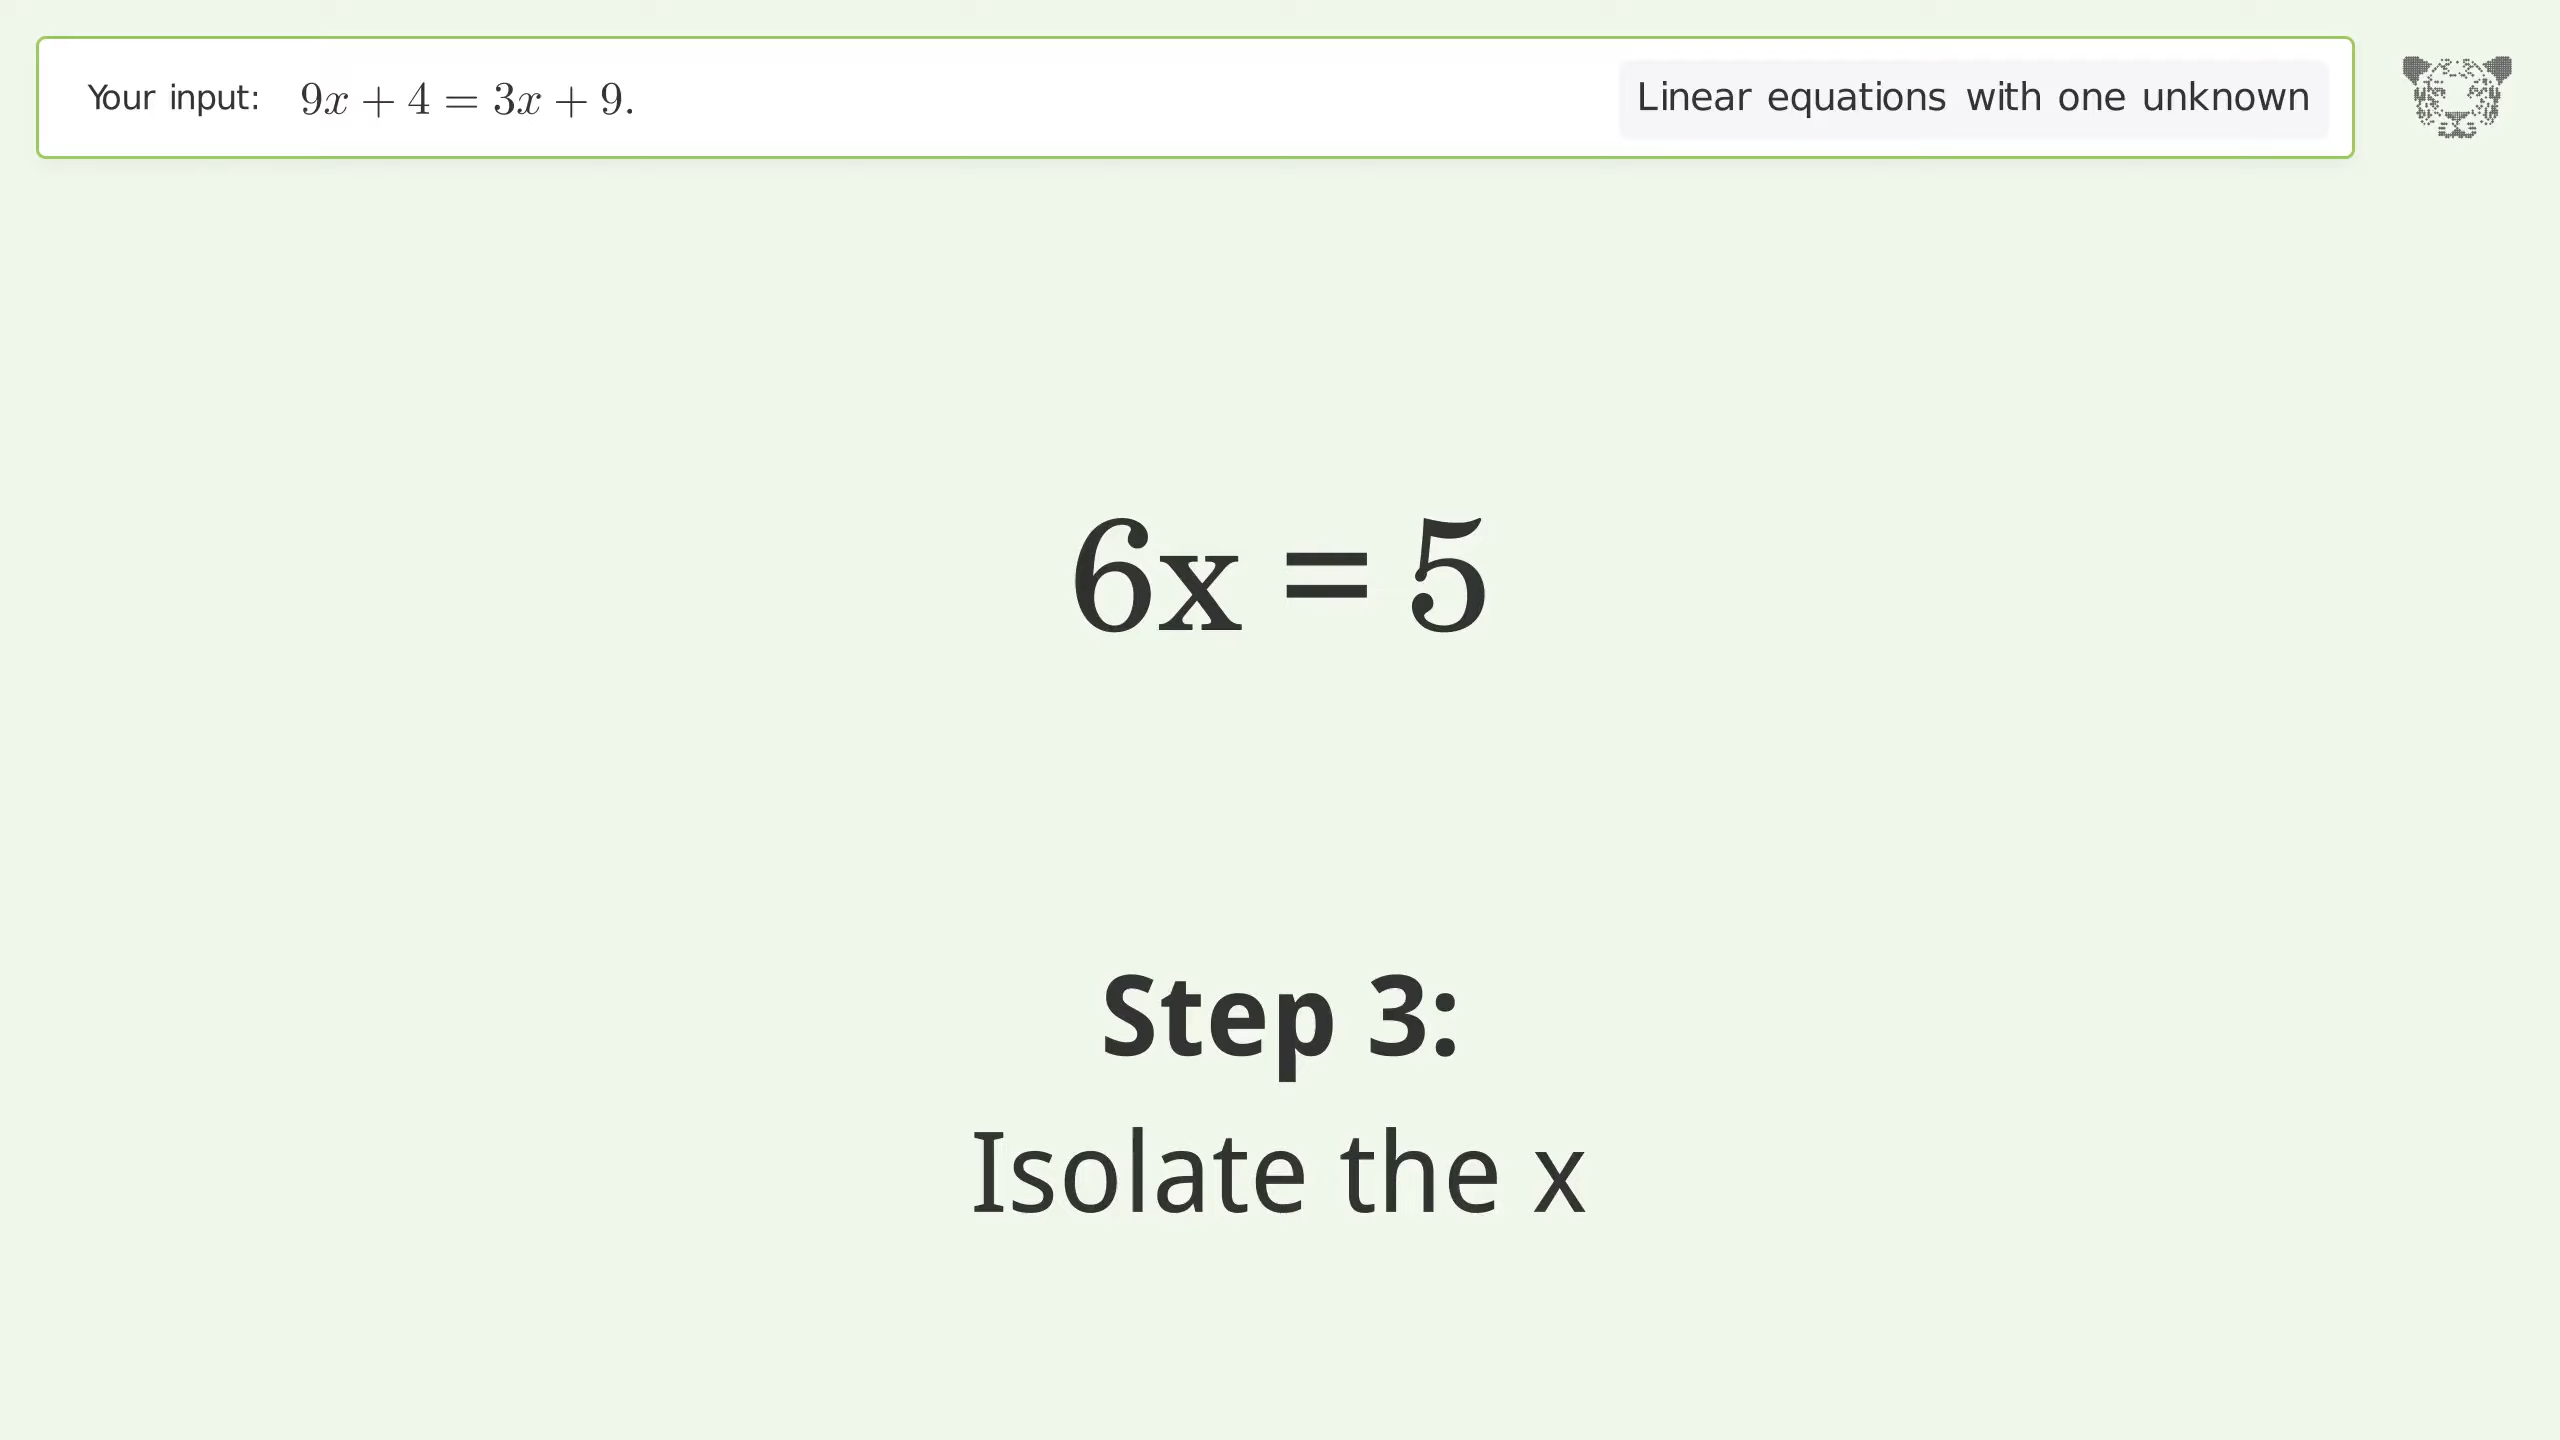 Your input: 9x + 4 = 3x + 9. Linear equations with one unknown
6x = 5
Step 3:
Isolate the x